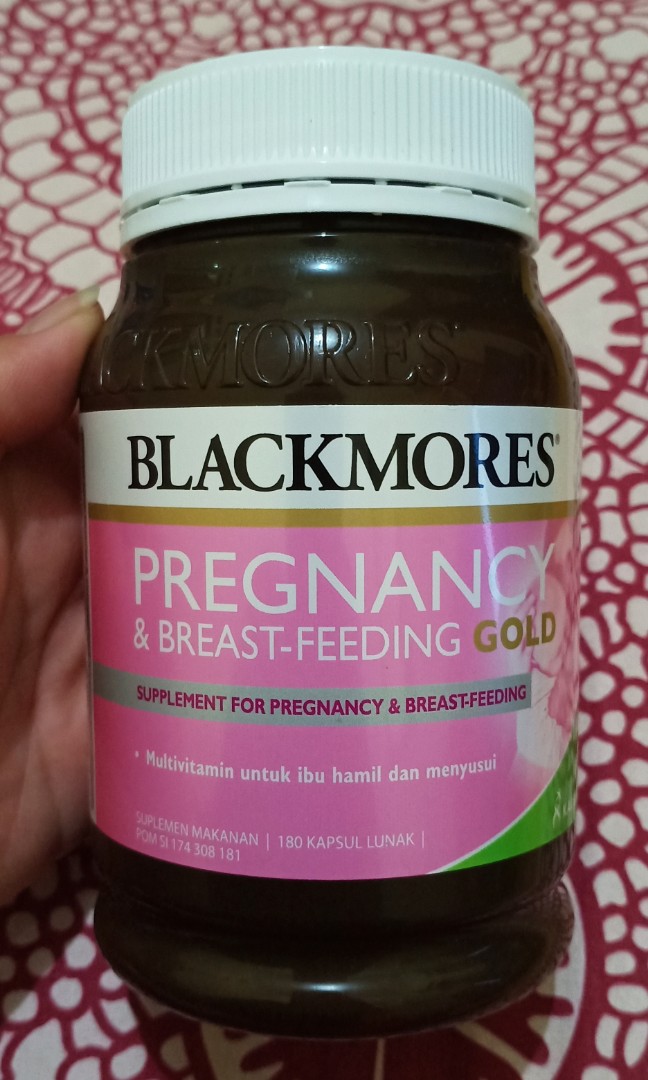 CKMORES
BLACKMORES®
PREGNANCY
& BREAST-FEEDING GOLD
SUPPLEMENT FOR PREGNANCY & BREAST-FEEDING
• Multivitamin untuk ibu hamil dan menyusui
SUPLEMEN MAKANAN | 180 KAPSUL LUNAK |
POM SI 174 308 181